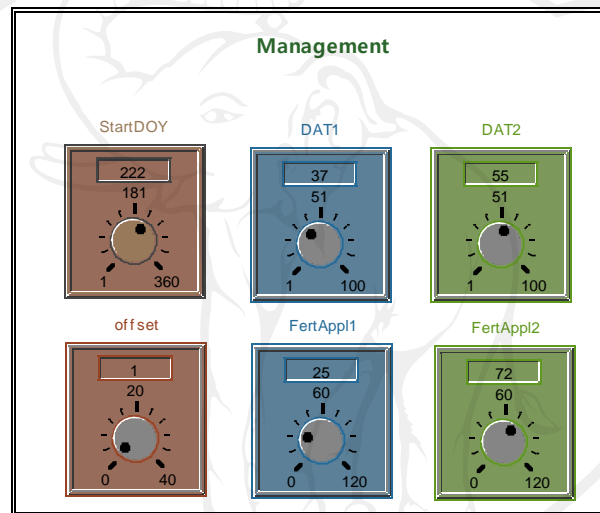 Management
StartDOY DAT1 DAT2
222 37 55
181 51 51
1 360 1 100 1 100
offset FertAppl1 FertAppl2
1 25 72
20 60 60
0 40 0 120 0 120